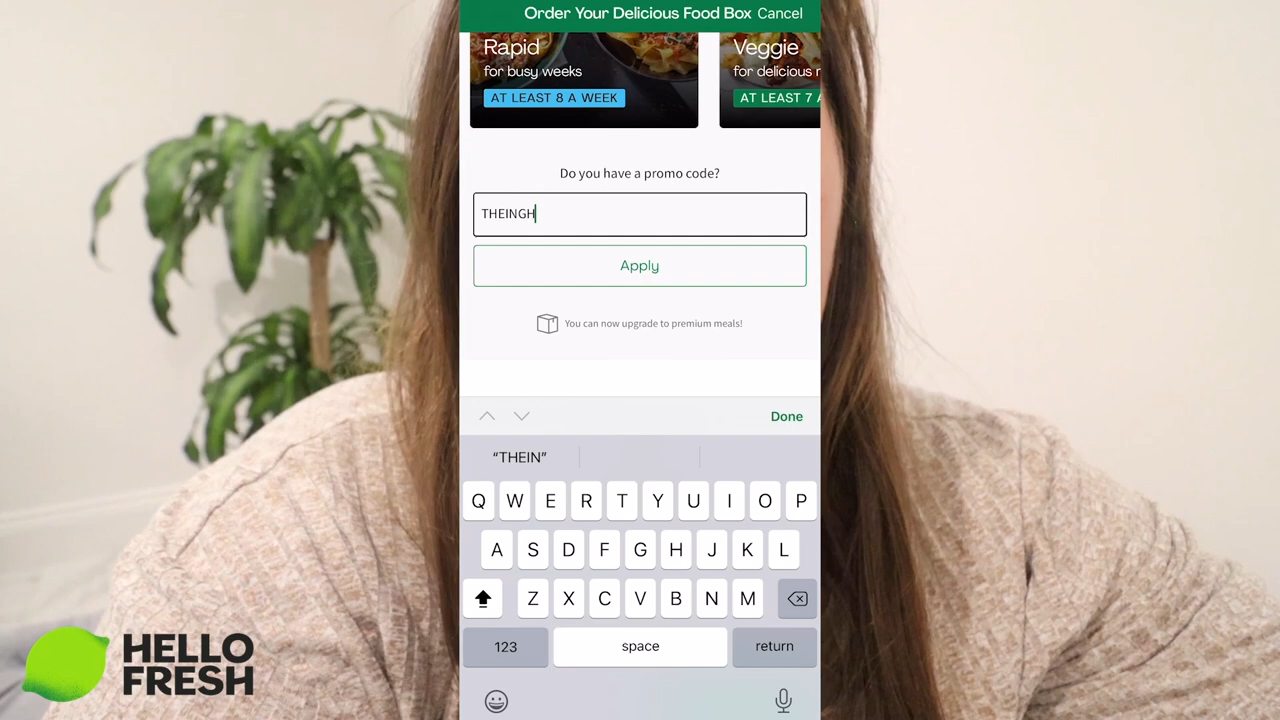 Order Your Delicious Food Box Cancel
Rapid
for busy weeks
AT LEAST 8 A WEEK
Veggie
for delicious
AT LEAST 7 A
Do you have a promo code?
THEINGH
Apply
You can now upgrade to premium meals!
Done
“THEIN”
Q W E R T Y U I O P
A S D F G H J K L
Z X C V B N M
123 space return
HELLO
FRESH